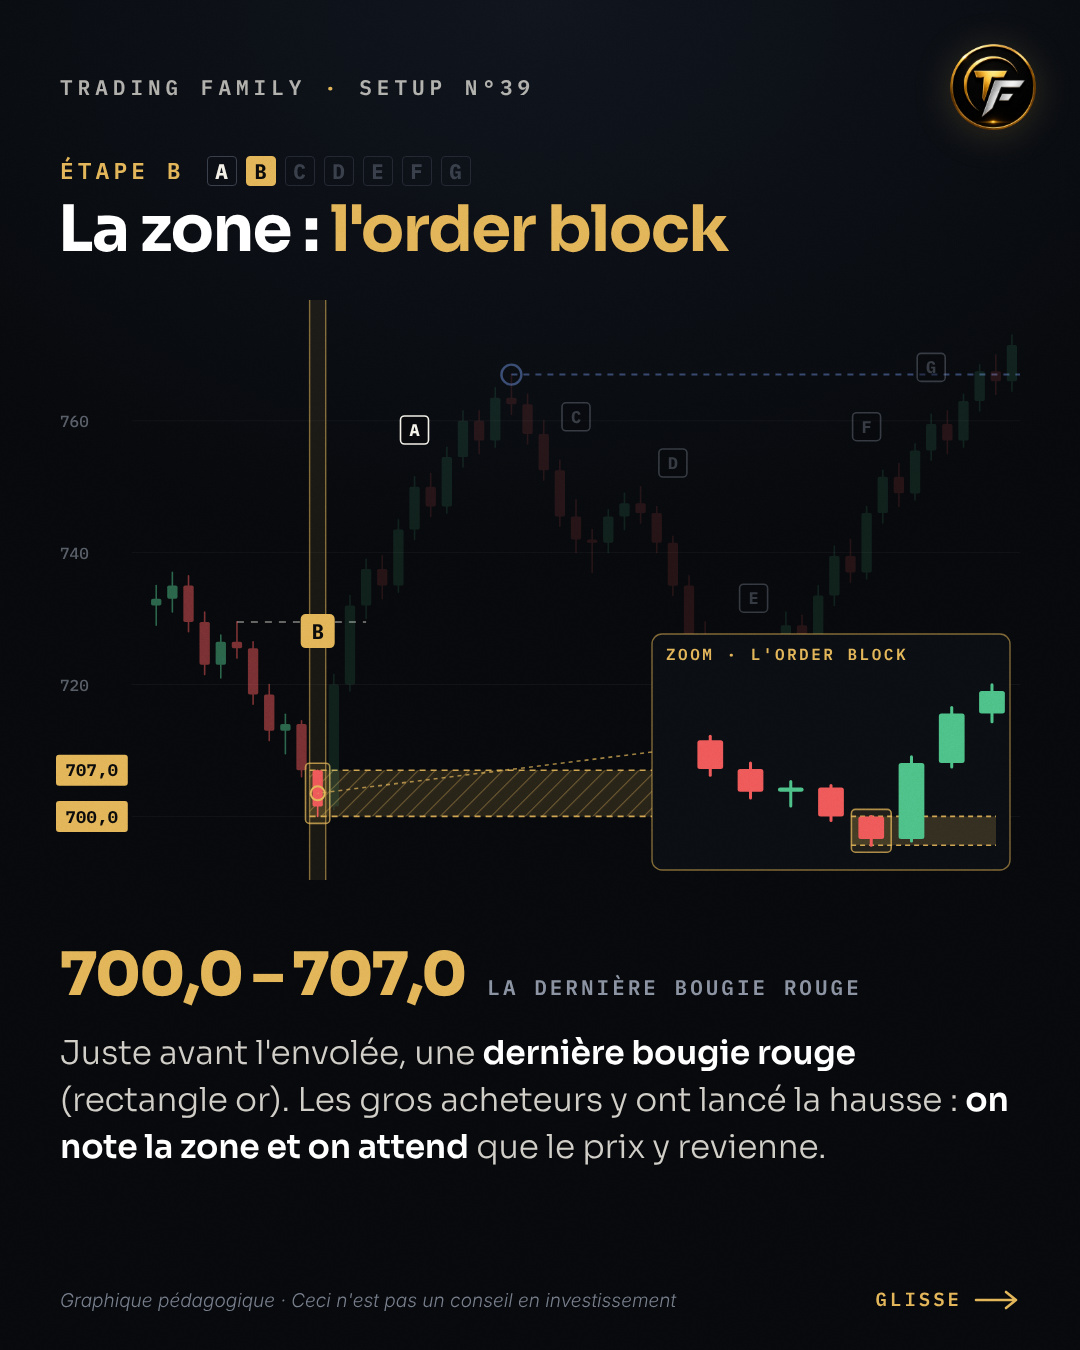 TRADING FAMILY · SETUP N°39
TF
ÉTAPE B A B C D E F G
La zone : l'order block
G
760
A
C
F
D
740
E
B
ZOOM · L'ORDER BLOCK
720
707,0
700,0
700,0 – 707,0 LA DERNIÈRE BOUGIE ROUGE
Juste avant l'envolée, une dernière bougie rouge
(rectangle or). Les gros acheteurs y ont lancé la hausse : on
note la zone et on attend que le prix y revienne.
Graphique pédagogique · Ceci n'est pas un conseil en investissement
GLISSE